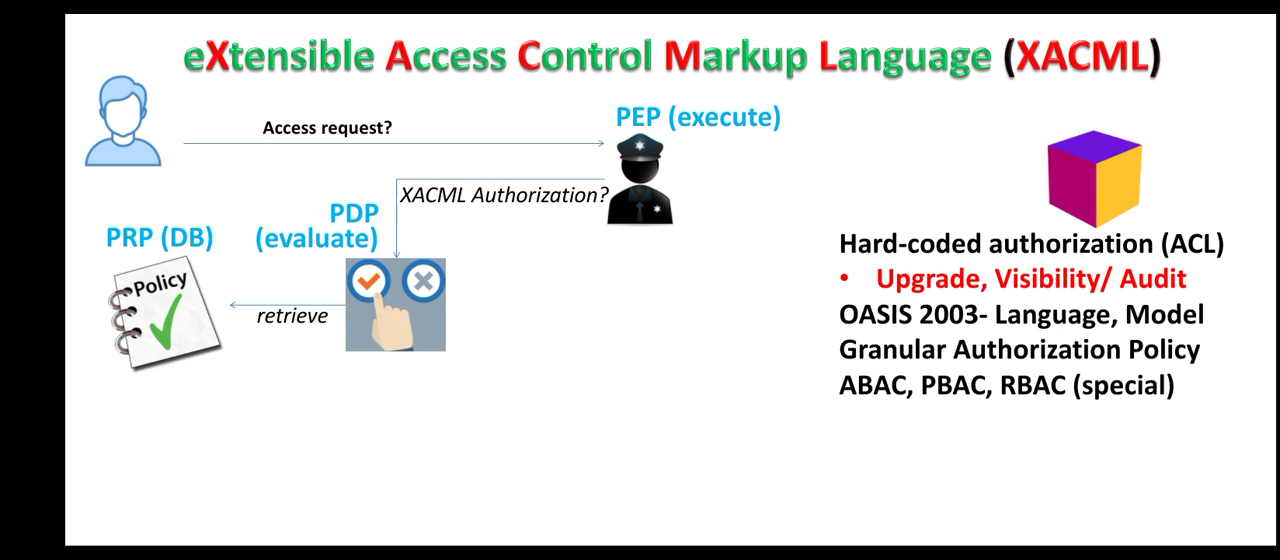 eXtensible Access Control Markup Language (XACML)
Access request?
PEP (execute)
XACML Authorization?
PDP
(evaluate)
PRP (DB)
Policy
retrieve
Hard-coded authorization (ACL)
• Upgrade, Visibility/ Audit
OASIS 2003- Language, Model
Granular Authorization Policy
ABAC, PBAC, RBAC (special)